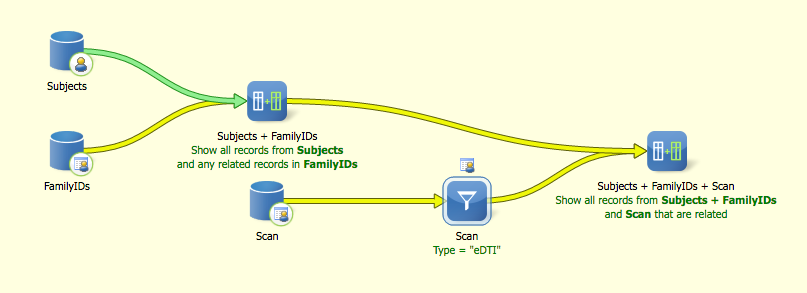 Subjects
FamilyIDs
Subjects + FamilyIDs
Show all records from Subjects
and any related records in FamilyIDs
Scan
Scan
Type = "eDTI"
Subjects + FamilyIDs + Scan
Show all records from Subjects + FamilyIDs
and Scan that are related